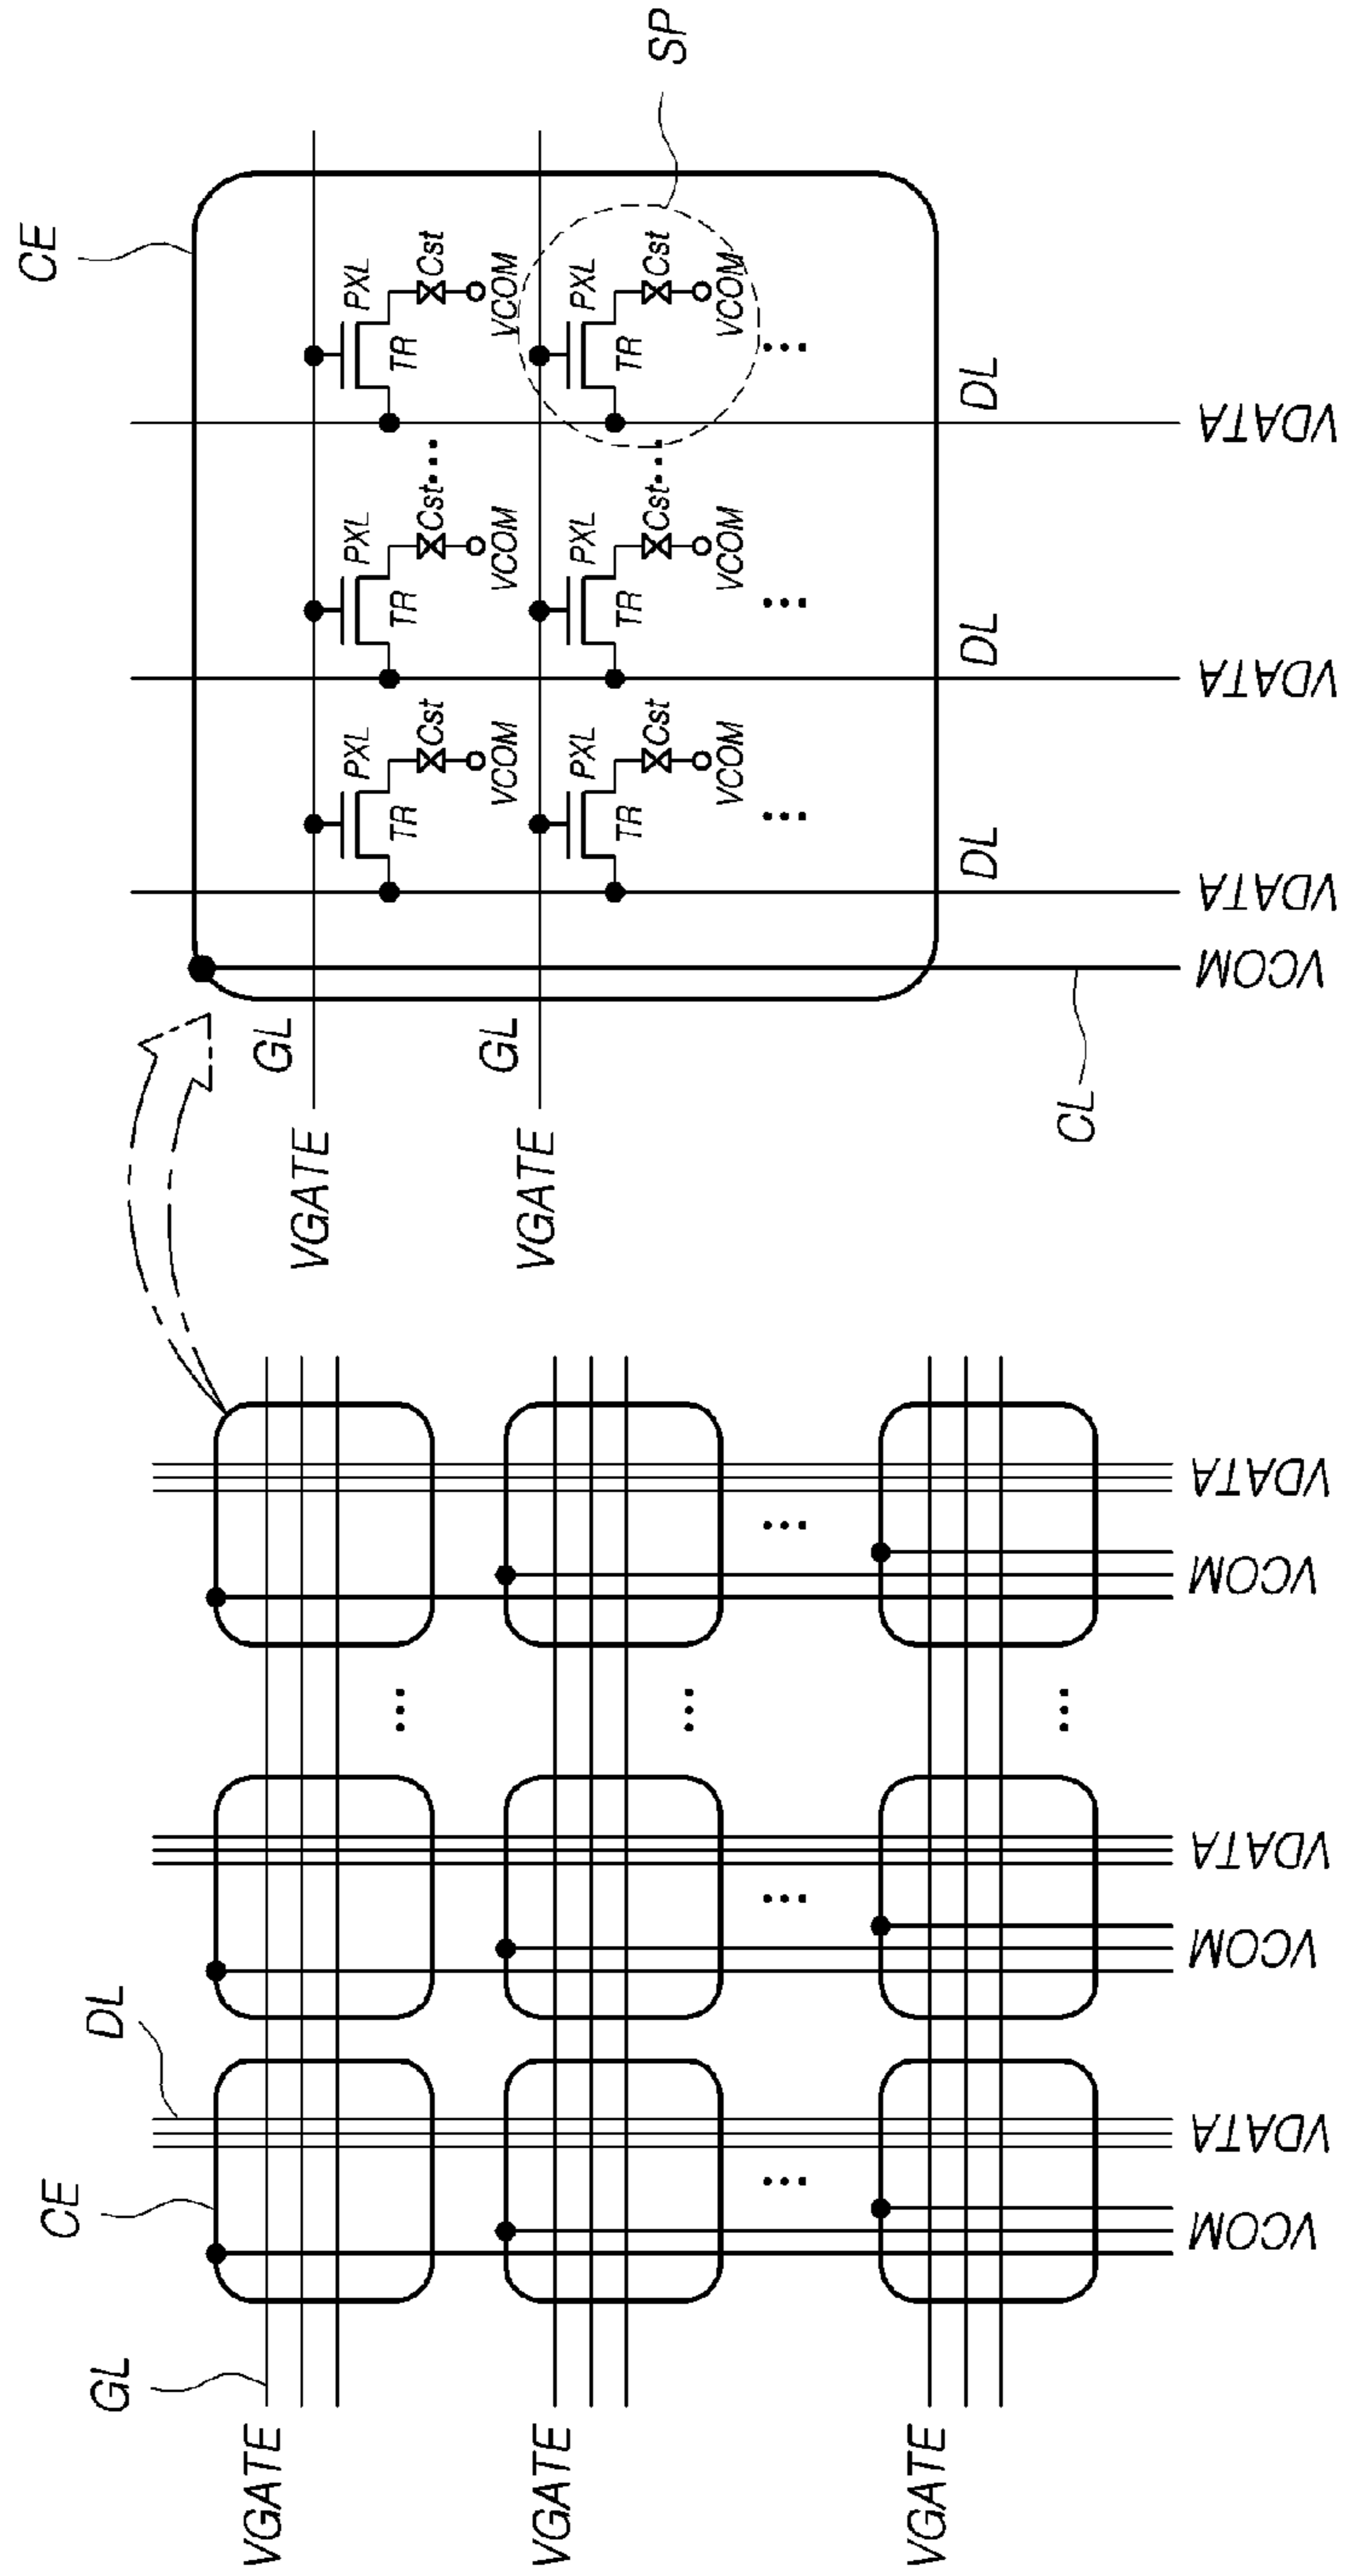 CE
GL
DL
VGATE
VGATE
VGATE
VCOM VDATA VCOM VDATA VCOM VDATA
CE
GL
VGATE
PXL PXL PXL
TR TR TR
Cst Cst Cst
VCOM VCOM VCOM
GL
VGATE
PXL PXL PXL
TR TR TR
Cst Cst Cst
VCOM VCOM VCOM
SP
DL DL DL
CL
VCOM VDATA VDATA VDATA